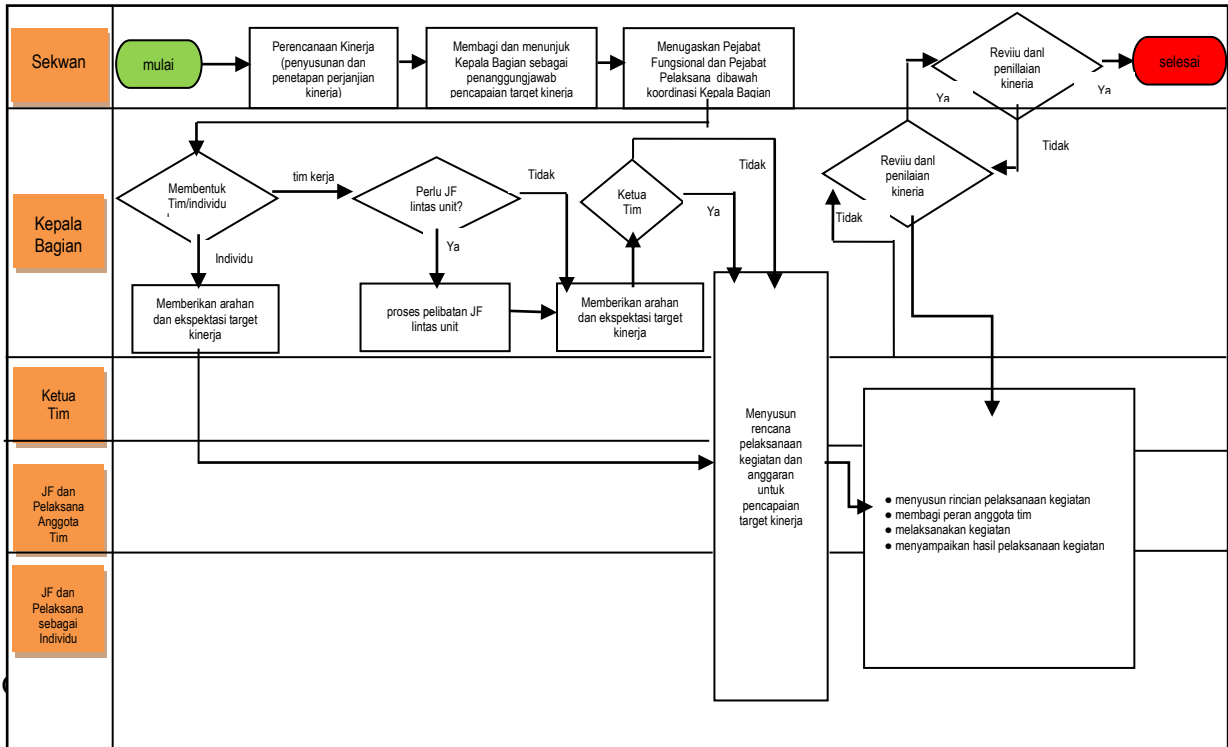 Sekwan
mulai
Perencanaan Kinerja
(penyusunan dan
penetapan perjanjian
kinerja)
Membagi dan menunjuk
Kepala Bagian sebagai
penanggungjawab
pencapaian target kinerja
Menugaskan Pejabat
Fungsional dan Pejabat
Pelaksana dibawah
koordinasi Kepala Bagian
Reviiu danl
penillaian
kineria
selesai
Ya
Ya
Tidak
Kepala
Bagian
Membentuk
Tim/individu
tim kerja
Perlu JF
lintas unit?
Tidak
Ketua
Tim
Tidak
Ya
Reviiu danl
penilaian
kineria
Tidak
Individu
Ya
Memberikan arahan
dan ekspektasi target
kinerja
proses pelibatan JF
lintas unit
Memberikan arahan
dan ekspektasi target
kinerja
Ketua
Tim
Menyusun
rencana
pelaksanaan
kegiatan dan
anggaran
untuk
pencapaian
target kinerja
JF dan
Pelaksana
Anggota
Tim
● menyusun rincian pelaksanaan kegiatan
● membagi peran anggota tim
● melaksanakan kegiatan
● menyampaikan hasil pelaksanaan kegiatan
JF dan
Pelaksana
sebagai
Individu